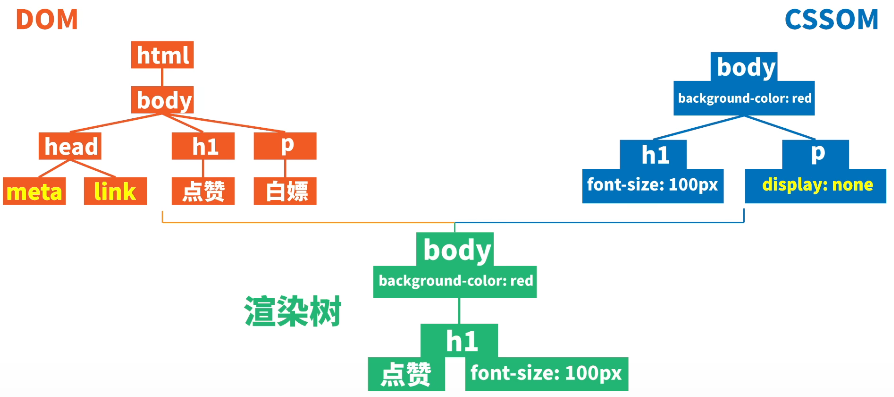 DOM
CSSOM
html
body
head
h1
p
meta
link
点赞
白嫖
body
background-color: red
h1
font-size: 100px
p
display: none
渲染树
body
background-color: red
h1
点赞
font-size: 100px